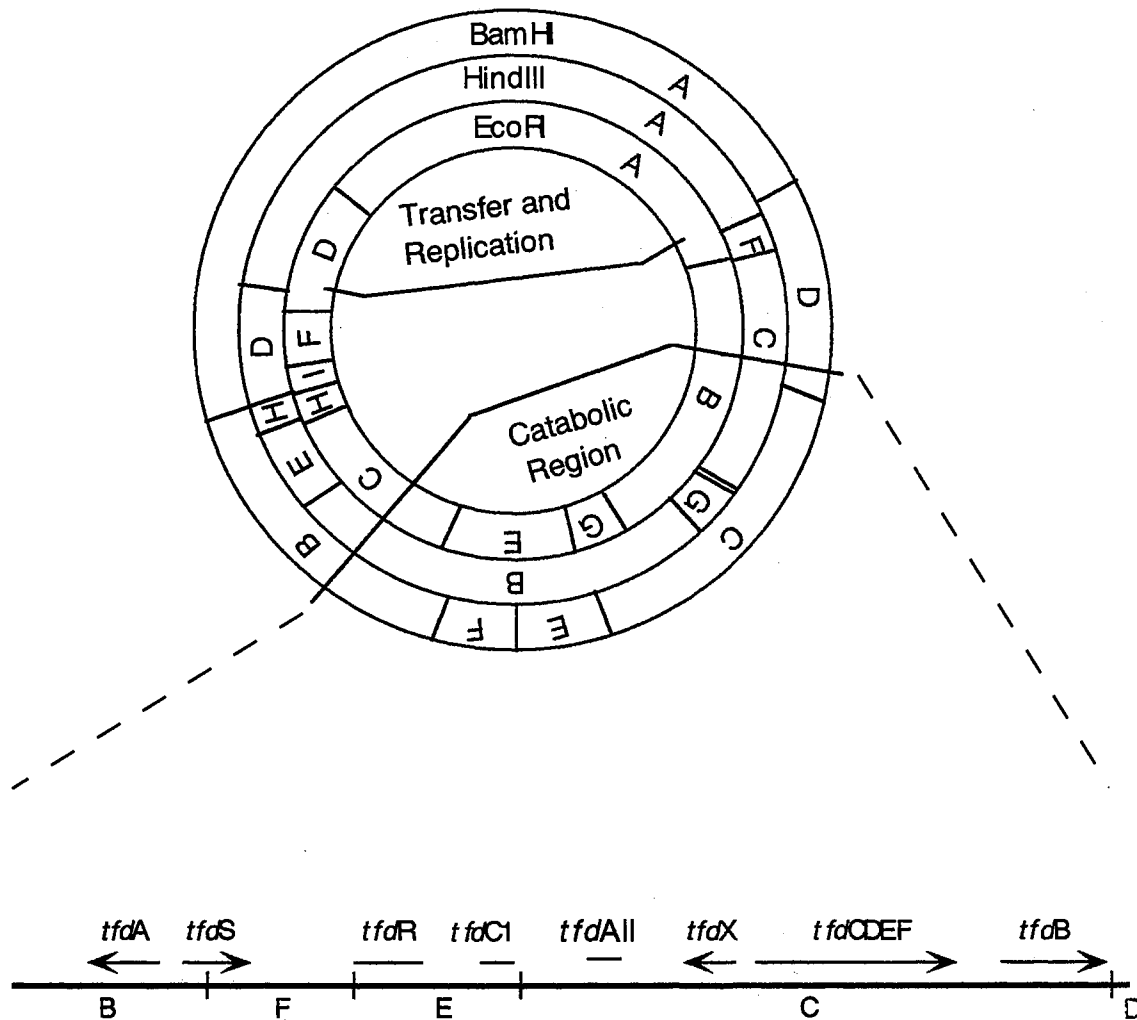 BamHI
A
HindIII
A
EcoRI
A
Transfer and
Replication
D
F
D
C
D
F
I
H
H
B
E
C
G
C
B
G
E
B
E
F
Catabolic
Region
tfdA
tfdS
tfdR
tfdC1
tfdAII
tfdX
tfdCDEF
tfdB
B
F
E
C
D